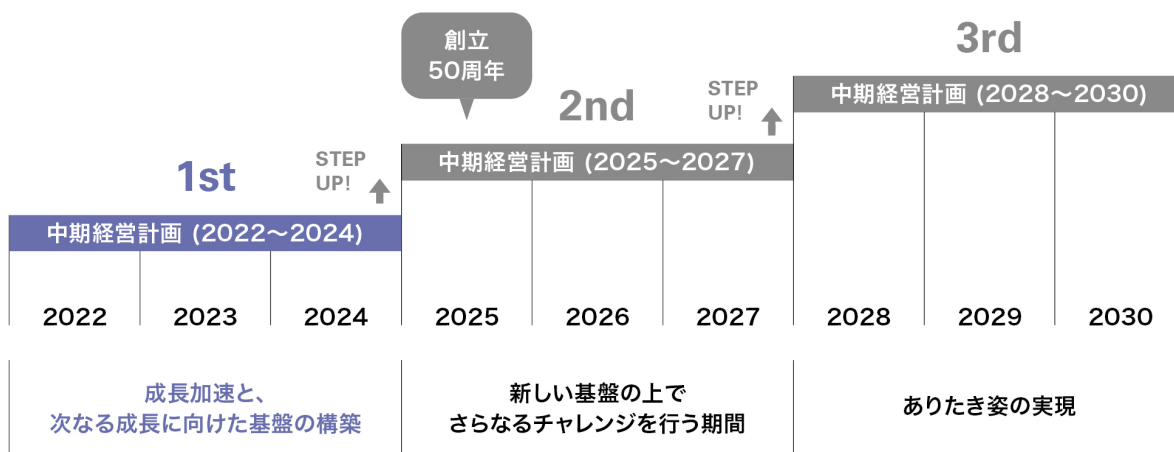 創立
50周年
3rd
STEP
UP!
中期経営計画 (2028〜2030)
2nd
STEP
UP!
中期経営計画 (2025〜2027)
1st
中期経営計画 (2022〜2024)
2022
2023
2024
2025
2026
2027
2028
2029
2030
成長加速と、
次なる成長に向けた基盤の構築
新しい基盤の上で
さらなるチャレンジを行う期間
ありたき姿の実現